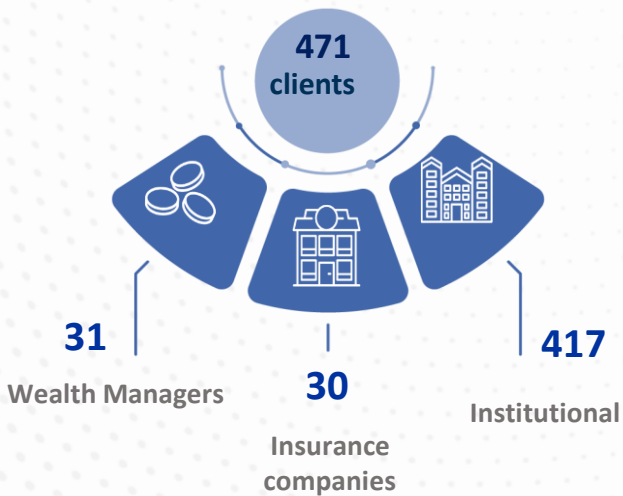 471
clients
31
Wealth Managers
30
Insurance
companies
417
Institutional